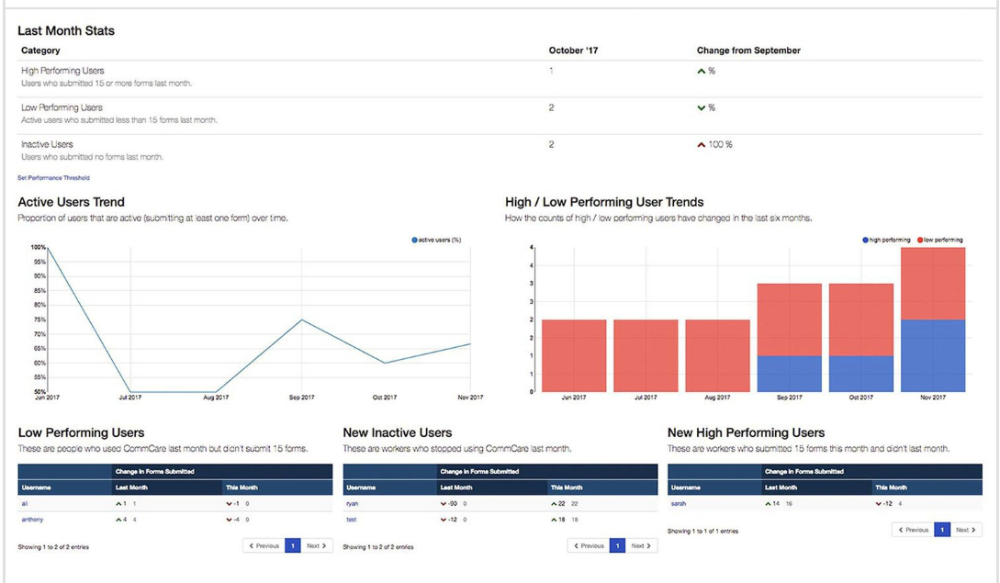 Last Month Stats
Category October '17 Change from September
High Performing Users 1 %
Users who submitted 15 or more forms last month.
Low Performing Users 2 %
Active users who submitted less than 15 forms last month.
Inactive Users 2 100 %
Users who submitted no forms last month.
Set Performance Threshold
Active Users Trend
Proportion of users that are active (submitting at least one form) over time.
active users (%)
100%
95%
90%
85%
80%
75%
70%
65%
60%
55%
50%
Jun 2017 Jul 2017 Aug 2017 Sep 2017 Oct 2017 Nov 2017
High / Low Performing User Trends
How the counts of high / low performing users have changed in the last six months.
high performing low performing
4
4
3
3
2
2
1
1
0
Jun 2017 Jul 2017 Aug 2017 Sep 2017 Oct 2017 Nov 2017
Low Performing Users
These are people who used CommCare last month but didn't submit 15 forms.
Change in Forms Submitted
Username Last Month This Month
ali 1 1 -1 0
anthony 4 4 -4 0
Showing 1 to 2 of 2 entries
Previous 1 Next
New Inactive Users
These are workers who stopped using CommCare last month.
Change in Forms Submitted
Username Last Month This Month
ryan -90 0 22 22
test -12 0 18 18
Showing 1 to 2 of 2 entries
Previous 1 Next
New High Performing Users
These are workers who submitted 15 forms this month and didn't last month.
Change in Forms Submitted
Username Last Month This Month
sarah 14 16 -12 4
Showing 1 to 1 of 1 entries
Previous 1 Next